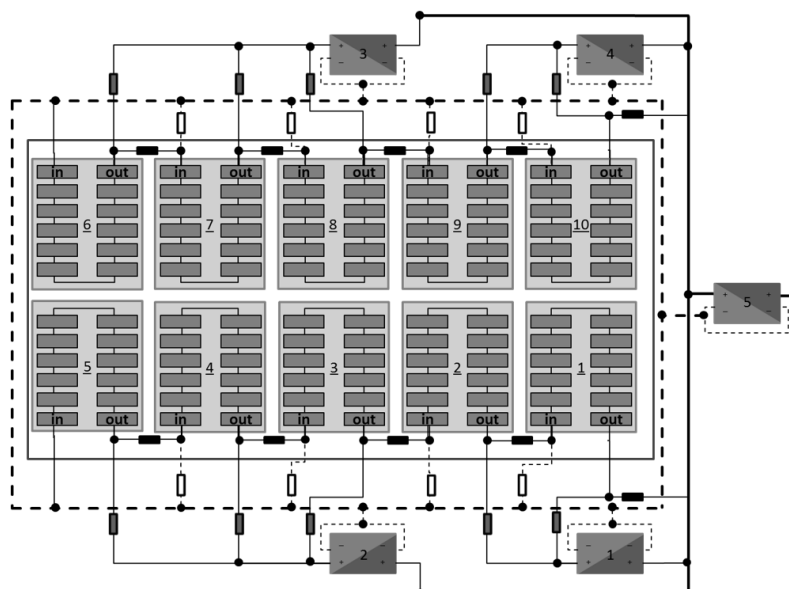 + 3 +
− −
+ 4 +
− −
in out in out in out in out in out
6 7 8 9 10
+ 5 +
− −
5 4 3 2 1
in out in out in out in out in out
− −
+ 2 +
− −
+ 1 +